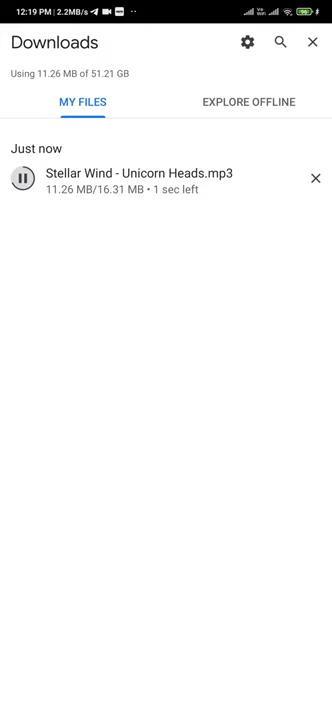 12:19 PM | 2.2MB/s
Downloads
Using 11.26 MB of 51.21 GB
MY FILES
EXPLORE OFFLINE
Just now
Stellar Wind - Unicorn Heads.mp3
11.26 MB/16.31 MB • 1 sec left